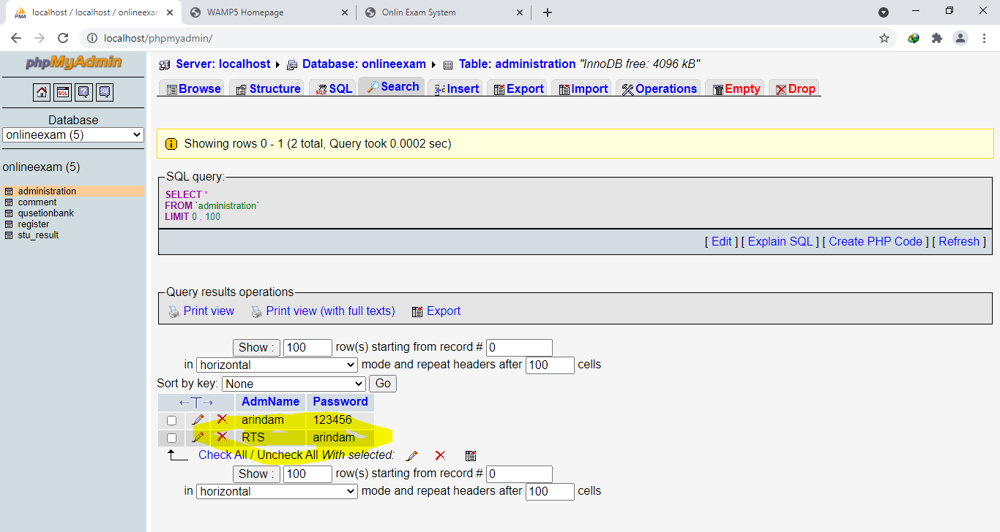 localhost / localhost / onlineexam
WAMP5 Homepage
Onlin Exam System
localhost/phpmyadmin/
phpMyAdmin
Database
onlineexam (5)
onlineexam (5)
administration
comment
qusetionbank
register
stu_result
Server: localhost Database: onlineexam Table: administration "InnoDB free: 4096 kB"
Browse Structure SQL Search Insert Export Import Operations Empty Drop
Showing rows 0 - 1 (2 total, Query took 0.0002 sec)
SQL query:
SELECT *
FROM `administration`
LIMIT 0 , 100
[ Edit ] [ Explain SQL ] [ Create PHP Code ] [ Refresh ]
Query results operations
Print view Print view (with full texts) Export
Show : 100 row(s) starting from record # 0
in horizontal mode and repeat headers after 100 cells
Sort by key: None Go
←T→ AdmName Password
arindam 123456
RTS arindam
Check All / Uncheck All With selected:
Show : 100 row(s) starting from record # 0
in horizontal mode and repeat headers after 100 cells